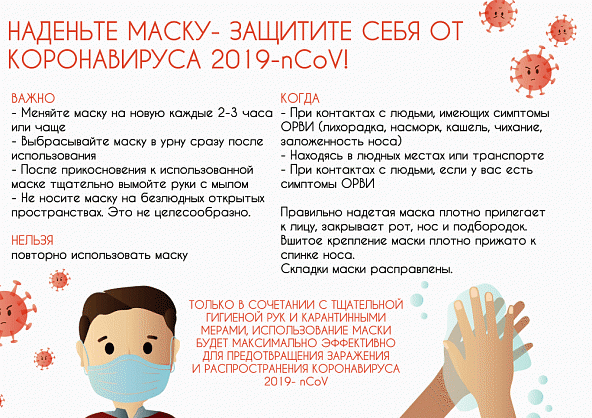 НАДЕНЬТЕ МАСКУ- ЗАЩИТИТЕ СЕБЯ ОТ
КОРОНАВИРУСА 2019-nCoV!
ВАЖНО
- Меняйте маску на новую каждые 2-3 часа
или чаще
- Выбрасывайте маску в урну сразу после
использования
- После прикосновения к использованной
маске тщательно вымойте руки с мылом
- Не носите маску на безлюдных открытых
пространствах. Это не целесообразно.
НЕЛЬЗЯ
повторно использовать маску
КОГДА
- При контактах с людьми, имеющих симптомы
ОРВИ (лихорадка, насморк, кашель, чихание,
заложенность носа)
- Находясь в людных местах или транспорте
- При контактах с людьми, если у вас есть
симптомы ОРВИ
Правильно надетая маска плотно прилегает
к лицу, закрывает рот, нос и подбородок.
Вшитое крепление маски плотно прижато к
спинке носа.
Складки маски расправлены.
ТОЛЬКО В СОЧЕТАНИИ С ТЩАТЕЛЬНОЙ
ГИГИЕНОЙ РУК И КАРАНТИННЫМИ
МЕРАМИ, ИСПОЛЬЗОВАНИЕ МАСКИ
БУДЕТ МАКСИМАЛЬНО ЭФФЕКТИВНО
ДЛЯ ПРЕДОТВРАЩЕНИЯ ЗАРАЖЕНИЯ
И РАСПРОСТРАНЕНИЯ КОРОНАВИРУСА
2019- nCoV